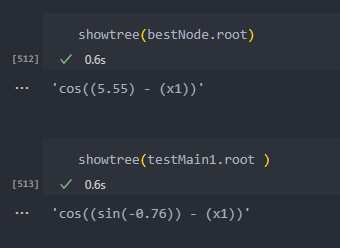 showtree(bestNode.root)
[512]
✓ 0.6s
... 'cos((5.55) - (x1))'
showtree(testMain1.root )
[513]
✓ 0.6s
... 'cos((sin(-0.76)) - (x1))'